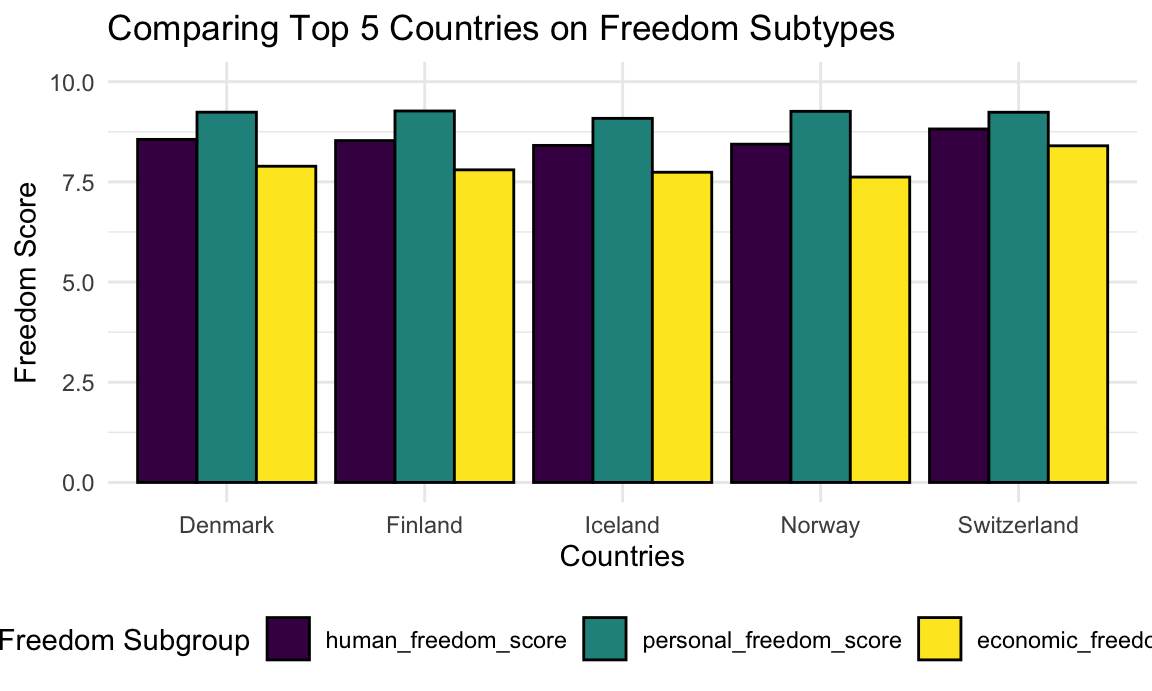 Comparing Top 5 Countries on Freedom Subtypes
Freedom Score
10.0
7.5
5.0
2.5
0.0
Denmark Finland Iceland Norway Switzerland
Countries
Freedom Subgroup human_freedom_score personal_freedom_score economic_freedo